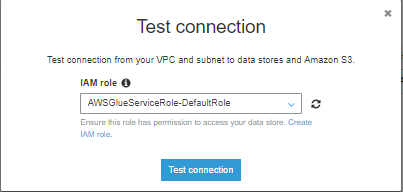 Test connection
Test connection from your VPC and subnet to data stores and Amazon S3.
IAM role
AWSGlueServiceRole-DefaultRole
Ensure this role has permission to access your data store. Create
IAM role.
Test connection